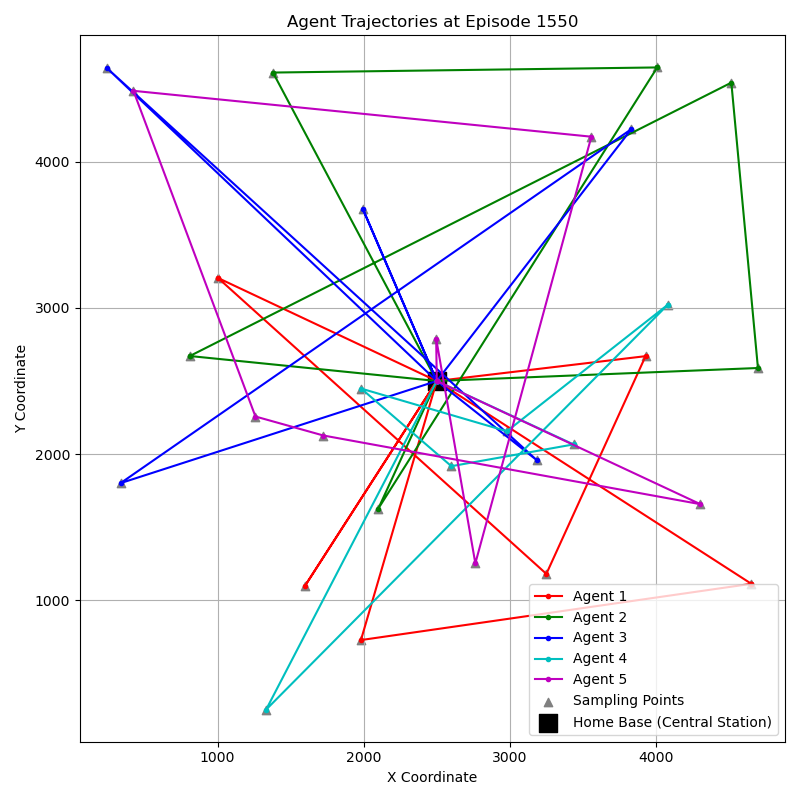 Agent Trajectories at Episode 1550
Y Coordinate
4000
3000
2000
1000
1000 2000 3000 4000
X Coordinate
Agent 1
Agent 2
Agent 3
Agent 4
Agent 5
Sampling Points
Home Base (Central Station)